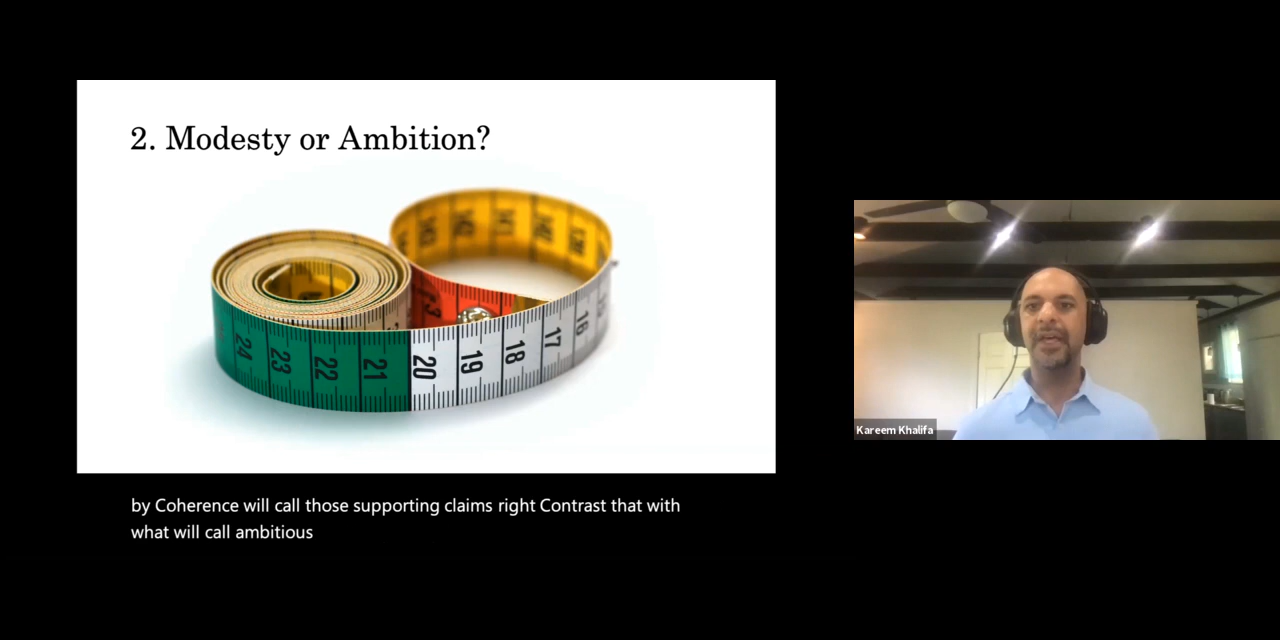 2. Modesty or Ambition?
24
23
22
21
20
19
18
17
16
Kareem Khalifa
by Coherence will call those supporting claims right Contrast that with
what will call ambitious